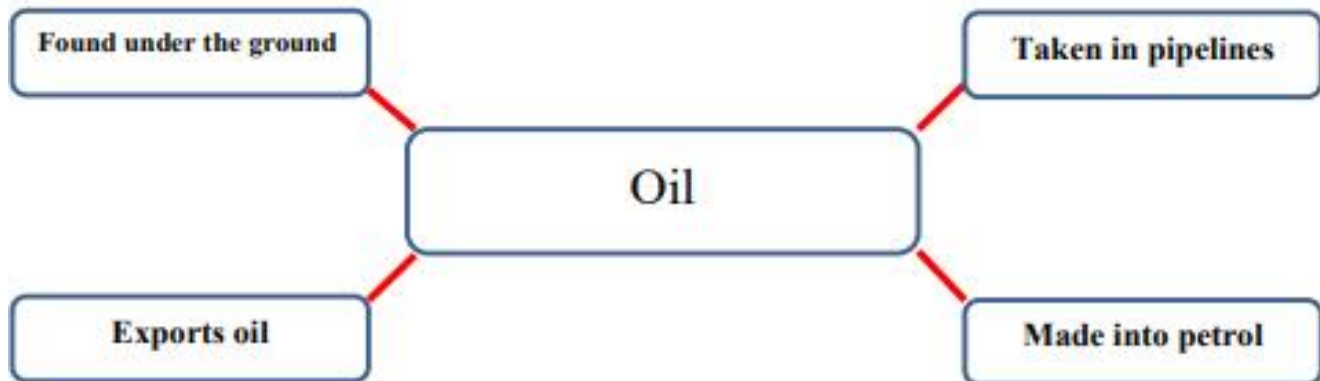 Found under the ground
Taken in pipelines
Oil
Exports oil
Made into petrol